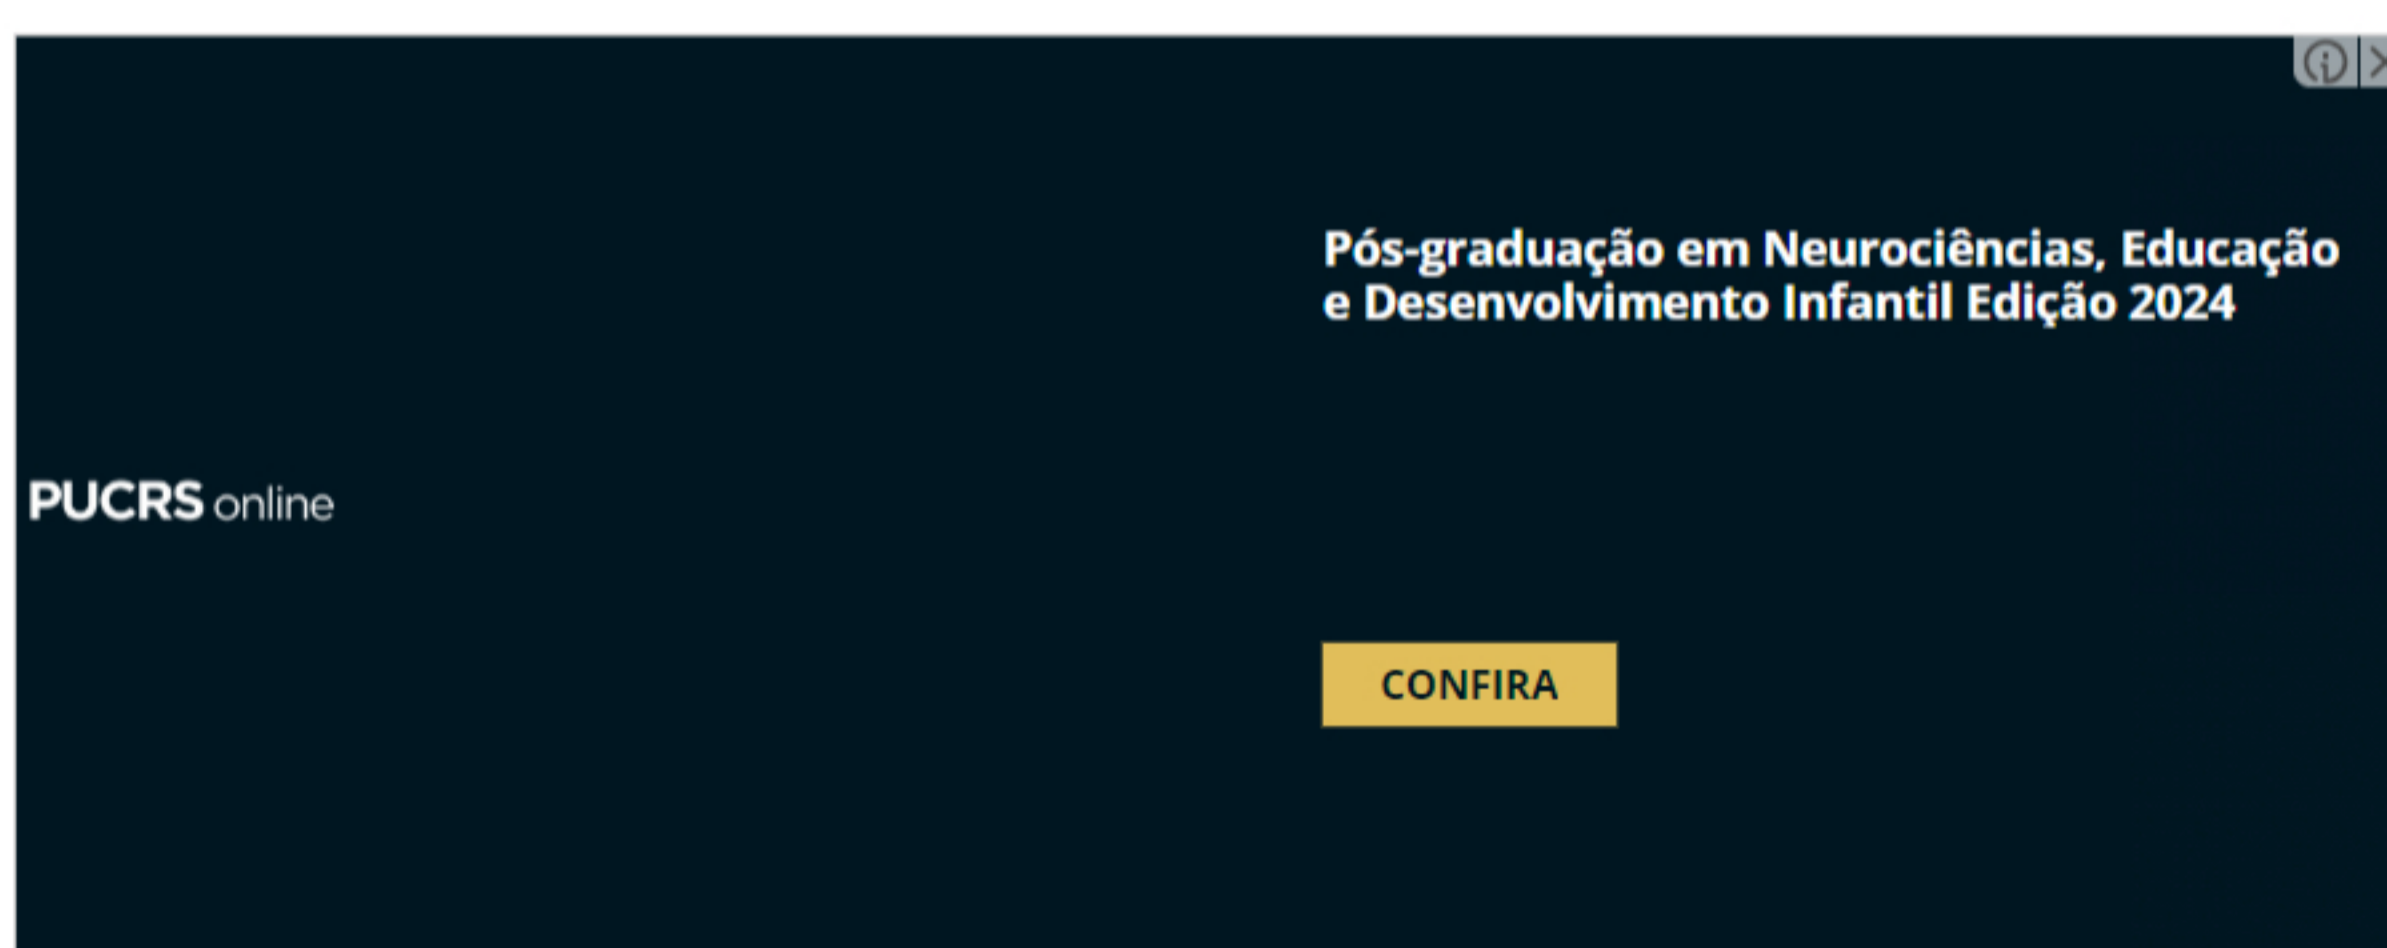 Pós-graduação em Neurociências, Educação
e Desenvolvimento Infantil Edição 2024
PUCRS online
CONFIRA